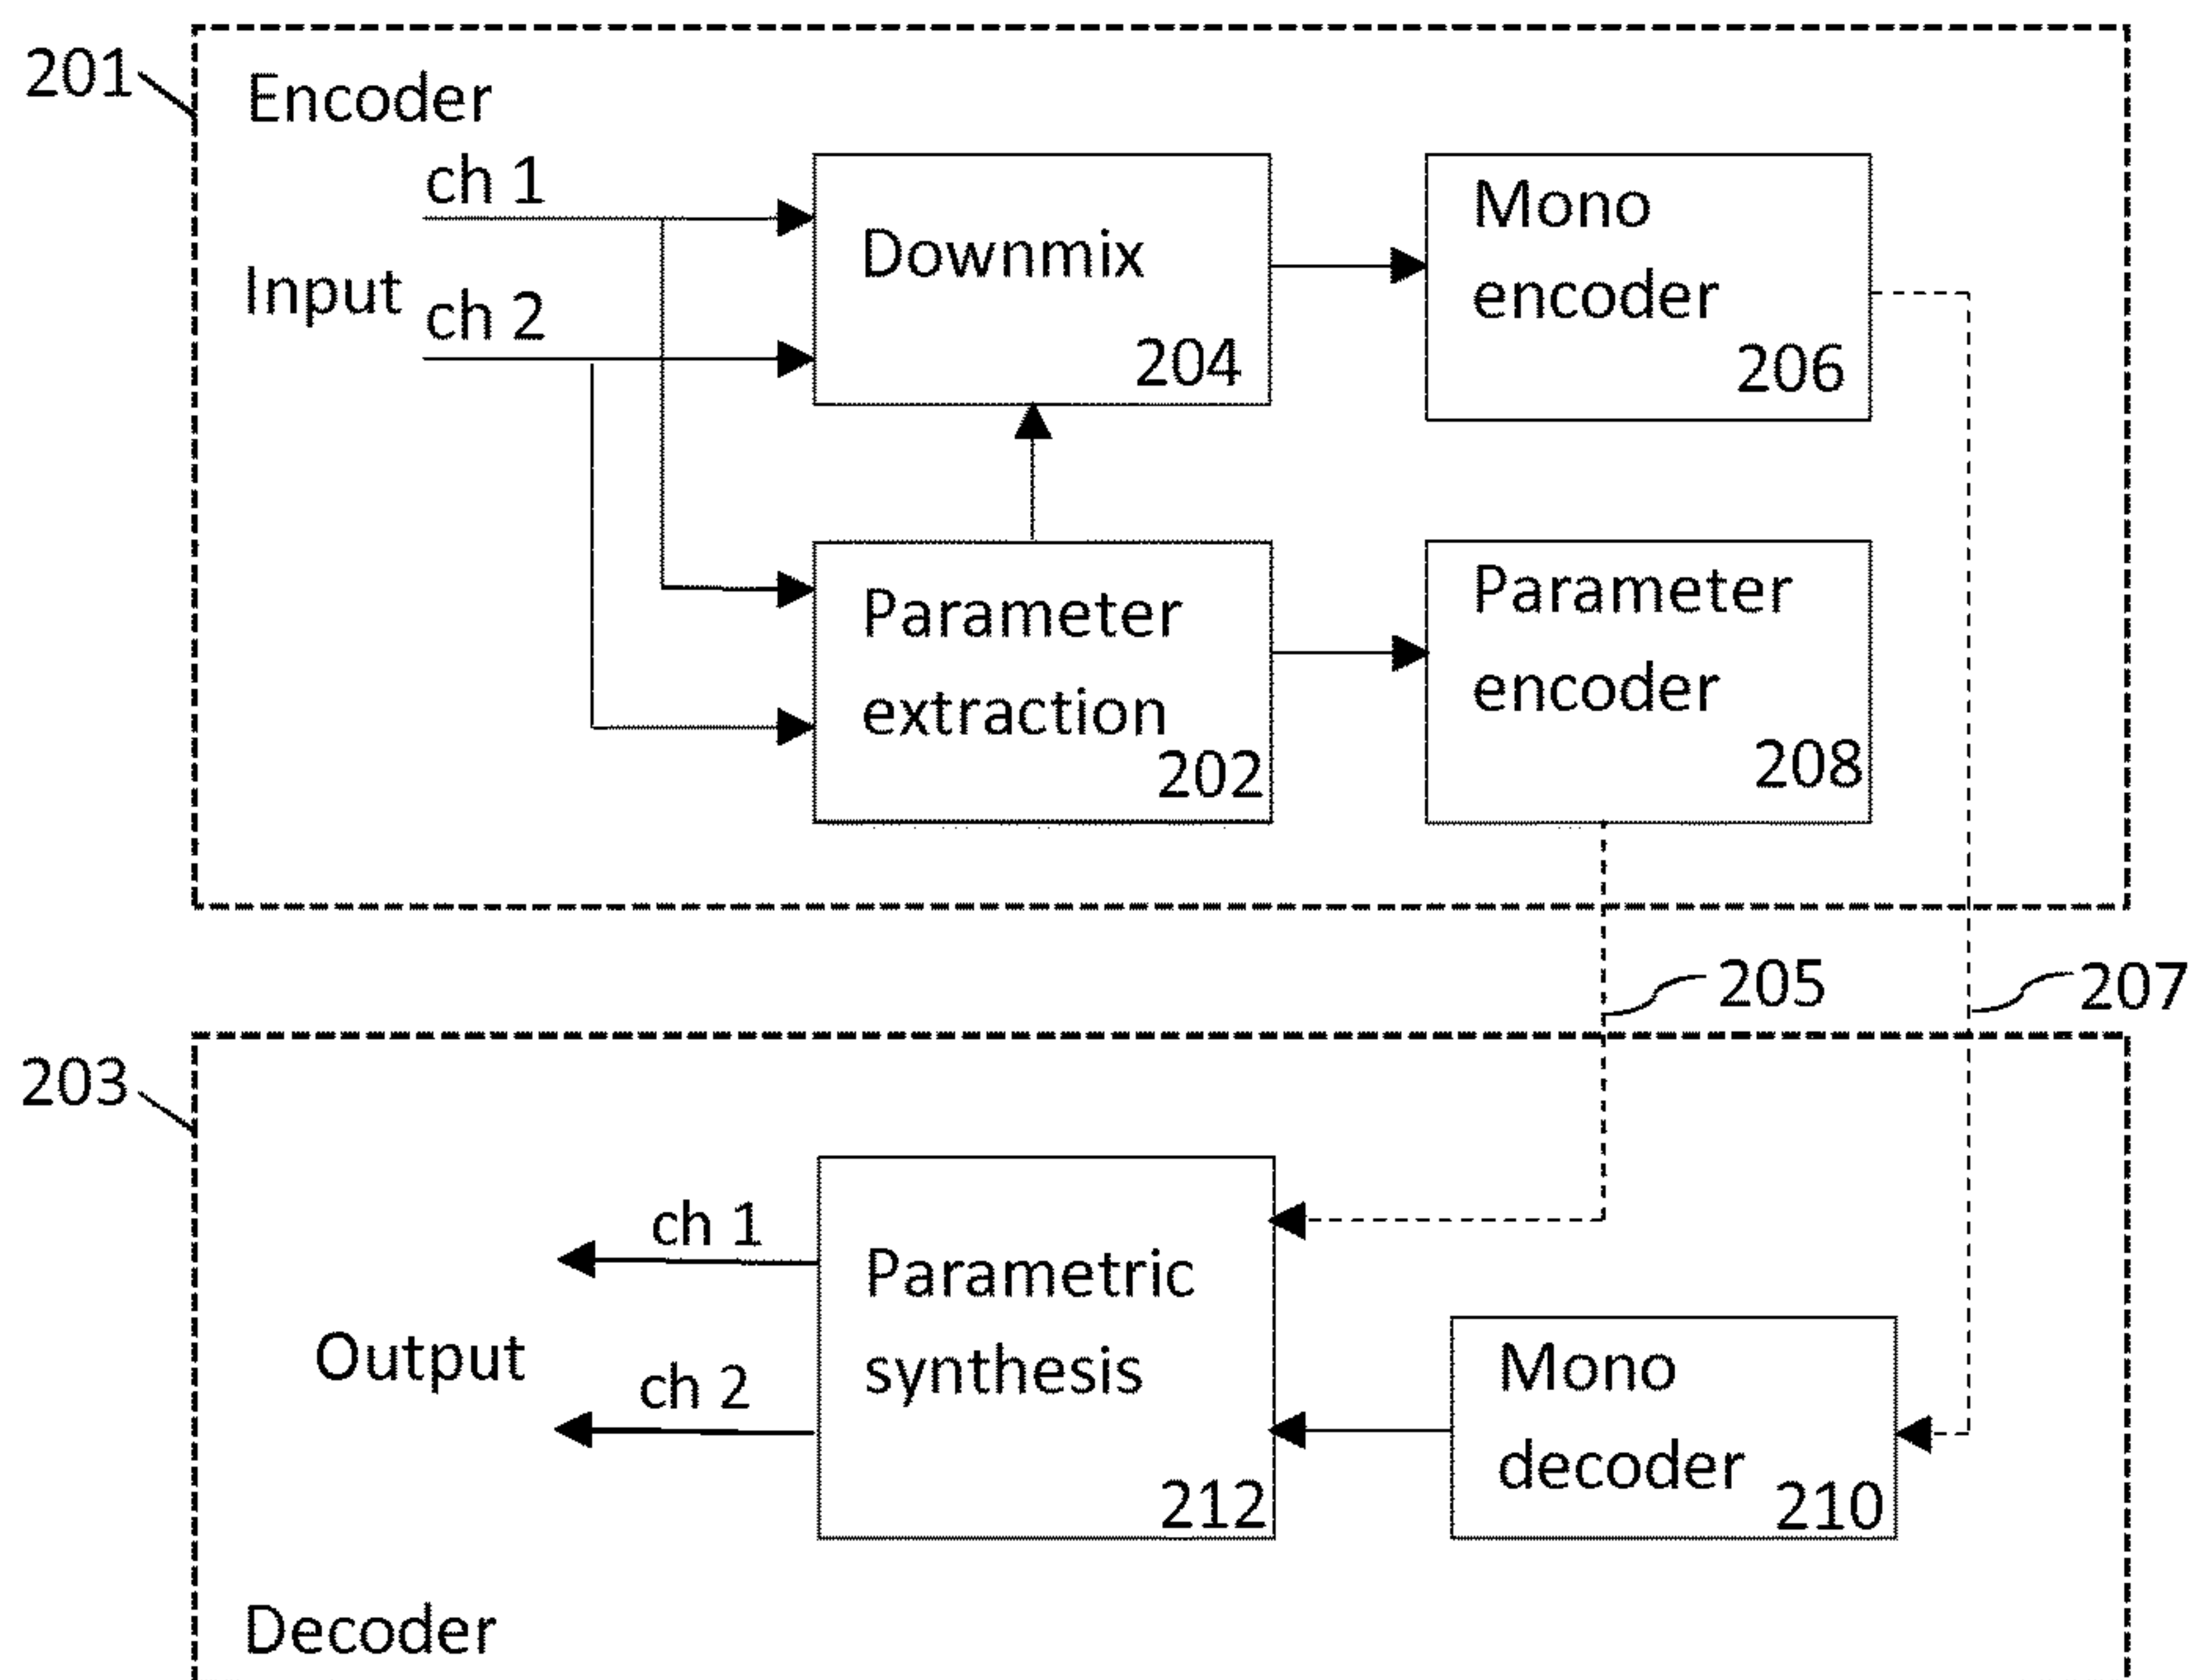 201
Encoder
ch 1
Input
ch 2
Downmix
204
Mono
encoder
206
Parameter
extraction
202
Parameter
encoder
208
205
207
203
ch 1
Output
ch 2
Parametric
synthesis
212
Mono
decoder
210
Decoder